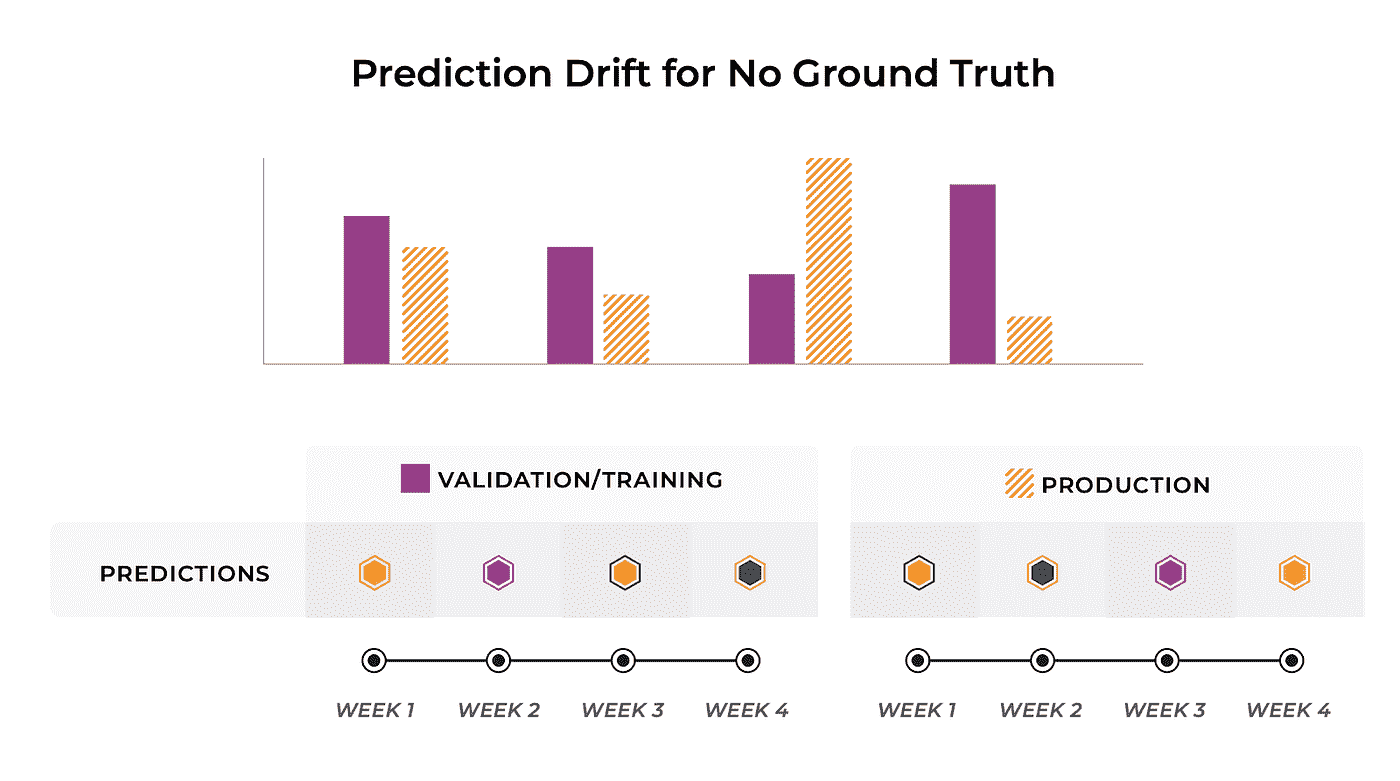 Prediction Drift for No Ground Truth
VALIDATION/TRAINING
PRODUCTION
PREDICTIONS
WEEK 1
WEEK 2
WEEK 3
WEEK 4
WEEK 1
WEEK 2
WEEK 3
WEEK 4